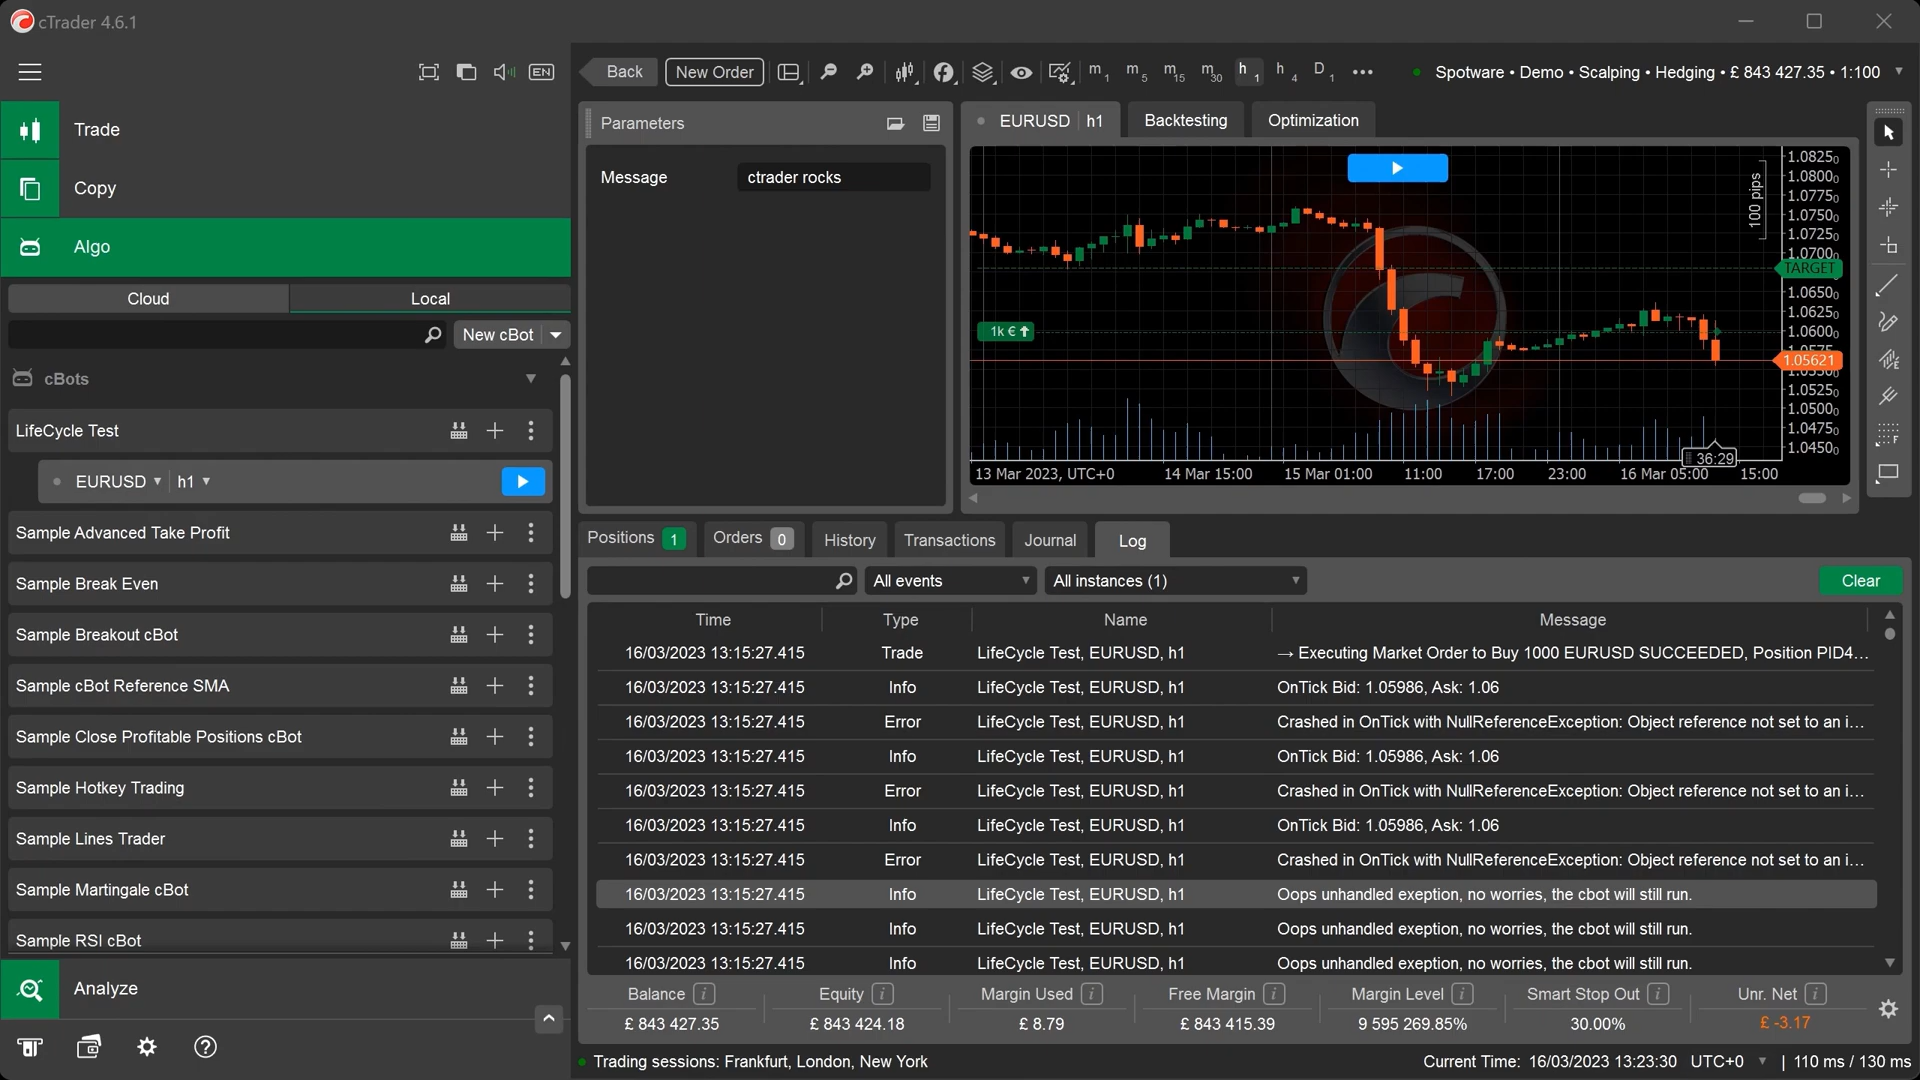 cTrader 4.6.1
EN
Back
New Order
m1
m5
m15
m30
h1
h4
D1
Spotware • Demo • Scalping • Hedging • £ 843 427.35 • 1:100
Trade
Copy
Algo
Cloud
Local
New cBot
cBots
LifeCycle Test
EURUSD
h1
Sample Advanced Take Profit
Sample Break Even
Sample Breakout cBot
Sample cBot Reference SMA
Sample Close Profitable Positions cBot
Sample Hotkey Trading
Sample Lines Trader
Sample Martingale cBot
Sample RSI cBot
Analyze
Parameters
Message
ctrader rocks
EURUSD h1
Backtesting
Optimization
100 pips
1.08250
1.08000
1.07750
1.07500
1.07250
1.0700
TARGET
1.06500
1.06250
1.06000
1.05621
1.05250
1.05000
1.04750
1.04500
1k €
36:29
13 Mar 2023, UTC+0
14 Mar 15:00
15 Mar 01:00
11:00
17:00
23:00
16 Mar 05:00
15:00
Positions 1
Orders 0
History
Transactions
Journal
Log
All events
All instances (1)
Clear
Time Type Name Message
16/03/2023 13:15:27.415 Trade LifeCycle Test, EURUSD, h1 → Executing Market Order to Buy 1000 EURUSD SUCCEEDED, Position PID4...
16/03/2023 13:15:27.415 Info LifeCycle Test, EURUSD, h1 OnTick Bid: 1.05986, Ask: 1.06
16/03/2023 13:15:27.415 Error LifeCycle Test, EURUSD, h1 Crashed in OnTick with NullReferenceException: Object reference not set to an i...
16/03/2023 13:15:27.415 Info LifeCycle Test, EURUSD, h1 OnTick Bid: 1.05986, Ask: 1.06
16/03/2023 13:15:27.415 Error LifeCycle Test, EURUSD, h1 Crashed in OnTick with NullReferenceException: Object reference not set to an i...
16/03/2023 13:15:27.415 Info LifeCycle Test, EURUSD, h1 OnTick Bid: 1.05986, Ask: 1.06
16/03/2023 13:15:27.415 Error LifeCycle Test, EURUSD, h1 Crashed in OnTick with NullReferenceException: Object reference not set to an i...
16/03/2023 13:15:27.415 Info LifeCycle Test, EURUSD, h1 Oops unhandled exeption, no worries, the cbot will still run.
16/03/2023 13:15:27.415 Info LifeCycle Test, EURUSD, h1 Oops unhandled exeption, no worries, the cbot will still run.
16/03/2023 13:15:27.415 Info LifeCycle Test, EURUSD, h1 Oops unhandled exeption, no worries, the cbot will still run.
Balance Equity Margin Used Free Margin Margin Level Smart Stop Out Unr. Net
£ 843 427.35 £ 843 424.18 £ 8.79 £ 843 415.39 9 595 269.85% 30.00% £ -3.17
Trading sessions: Frankfurt, London, New York
Current Time: 16/03/2023 13:23:30 UTC+0 | 110 ms / 130 ms